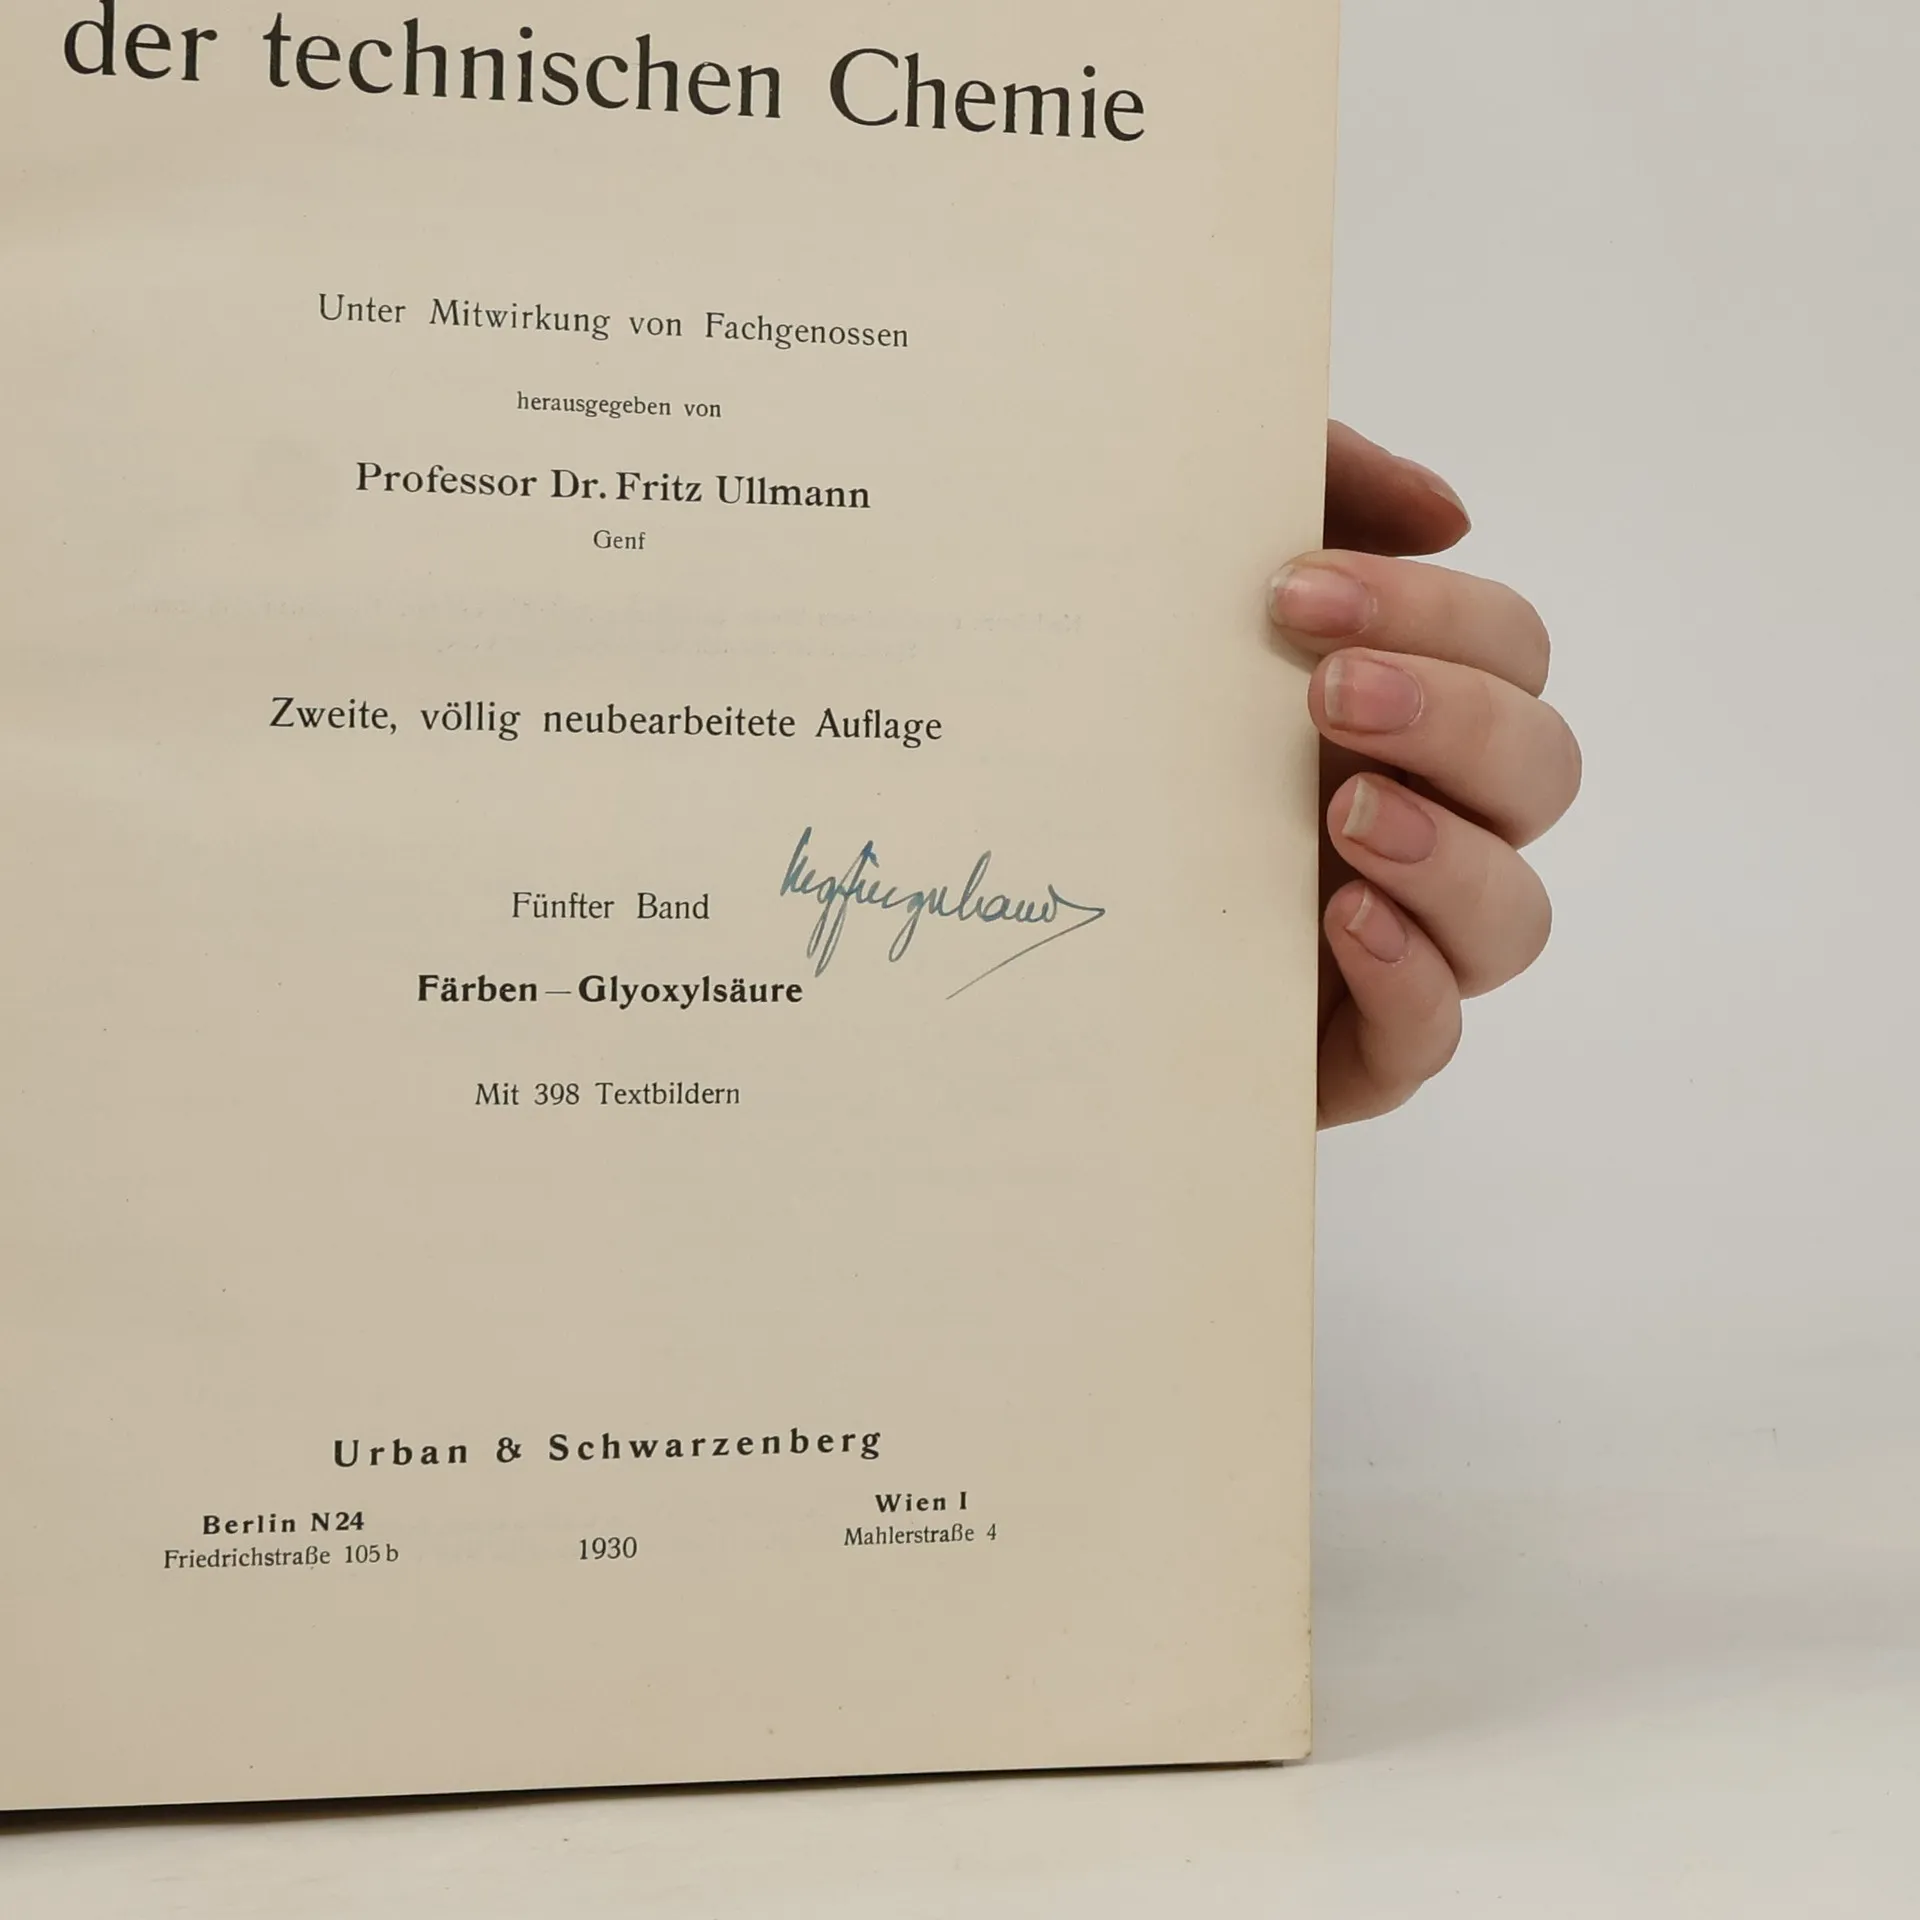 der technischen Chemie
Unter Mitwirkung von Fachgenossen
herausgegeben von
Professor Dr. Fritz Ullmann
Genf
Zweite, völlig neubearbeitete Auflage
Fünfter Band
Färben—Glyoxylsäure
Mit 398 Textbildern
Urban & Schwarzenberg
Berlin N24
Friedrichstraße 105 b
1930
Wien I
Mahlerstraße 4